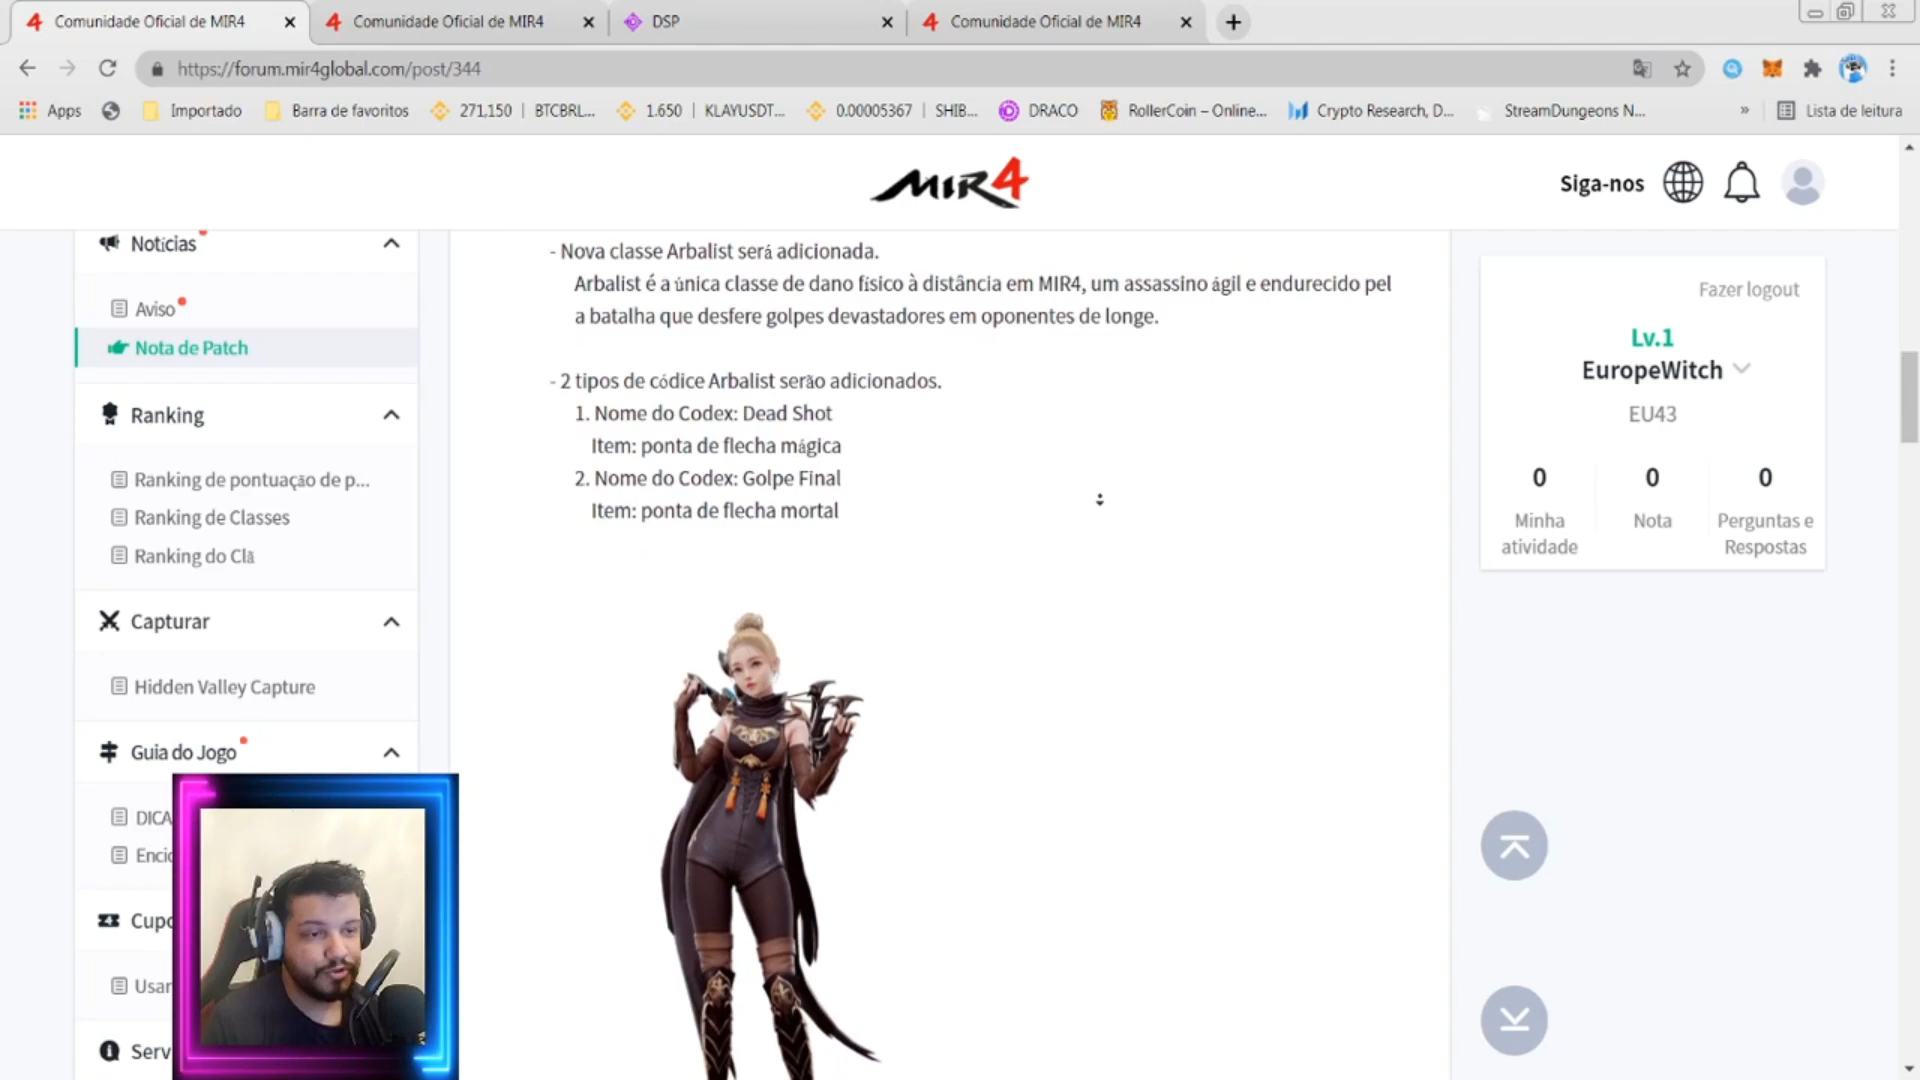 Comunidade Oficial de MIR4
Comunidade Oficial de MIR4
DSP
Comunidade Oficial de MIR4
https://forum.mir4global.com/post/344
Apps
Importado
Barra de favoritos
271,150 | BTCBRL...
1.650 | KLAYUSDT...
0.00005367 | SHIB...
DRACO
RollerCoin – Online...
Crypto Research, D...
StreamDungeons N...
»
Lista de leitura
MIR4
Siga-nos
Notícias
Aviso
Nota de Patch
Ranking
Ranking de pontuação de p...
Ranking de Classes
Ranking do Clã
Capturar
Hidden Valley Capture
Guia do Jogo
DICA
Encic
Cupo
Usar
Serv
- Nova classe Arbalist será adicionada.
Arbalist é a única classe de dano físico à distância em MIR4, um assassino ágil e endurecido pel
a batalha que desfere golpes devastadores em oponentes de longe.
- 2 tipos de códice Arbalist serão adicionados.
1. Nome do Codex: Dead Shot
Item: ponta de flecha mágica
2. Nome do Codex: Golpe Final
Item: ponta de flecha mortal
Fazer logout
Lv.1
EuropeWitch
EU43
0 0 0
Minha atividade
Nota
Perguntas e Respostas